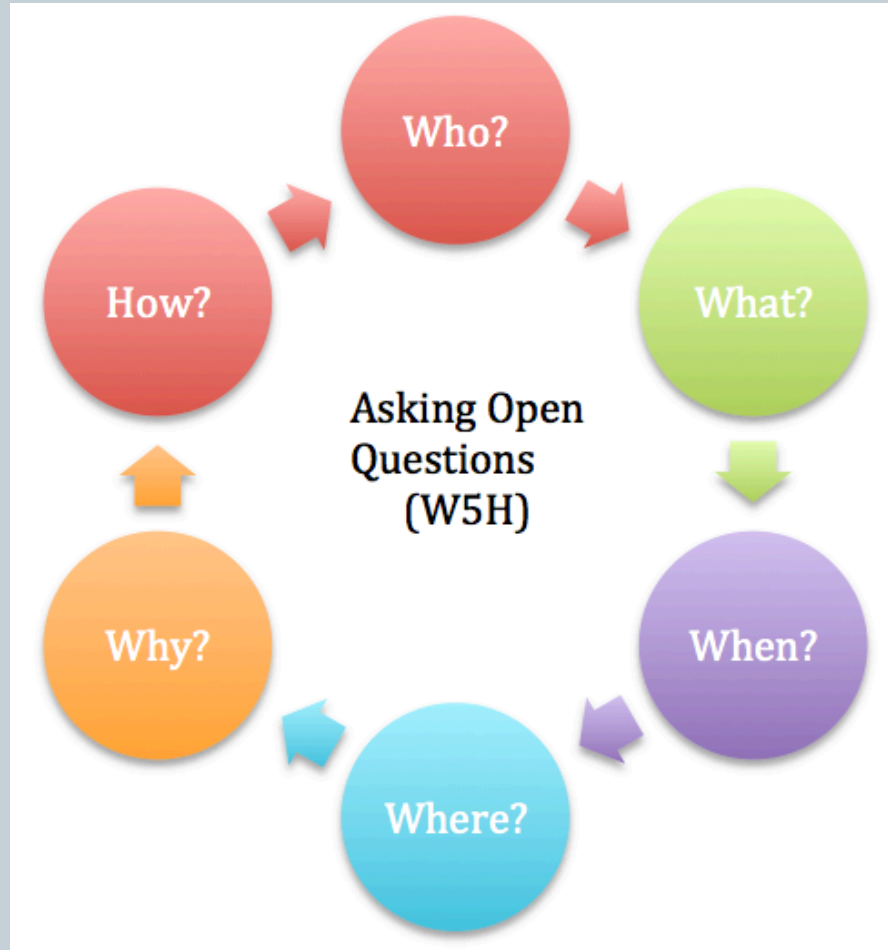 Who?
What?
When?
Where?
Why?
How?
Asking Open
Questions
(W5H)